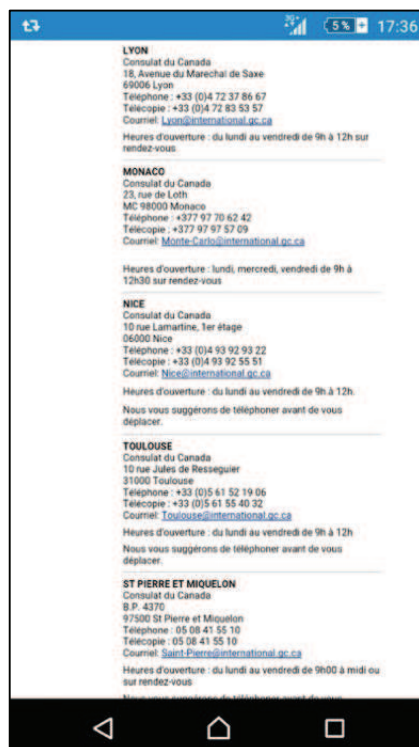 3G
5 %
17:36
LYON
Consulat du Canada
18, Avenue du Marechal de Saxe
69006 Lyon
Téléphone : +33 (0)4 72 37 86 67
Télécopie : +33 (0)4 72 83 53 57
Courriel: Lyon@international.gc.ca
Heures d'ouverture : du lundi au vendredi de 9h à 12h sur
rendez-vous
MONACO
Consulat du Canada
23, rue de Loth
MC 98000 Monaco
Téléphone : +377 97 70 62 42
Télécopie : +377 97 97 57 09
Courriel: Monte-Carlo@international.gc.ca
Heures d'ouverture : lundi, mercredi, vendredi de 9h à
12h30 sur rendez-vous
NICE
Consulat du Canada
10 rue Lamartine, 1er étage
06000 Nice
Téléphone : +33 (0)4 93 92 93 22
Télécopie : +33 (0)4 93 92 55 51
Courriel: Nice@international.gc.ca
Heures d'ouverture : du lundi au vendredi de 9h à 12h.
Nous vous suggérons de téléphoner avant de vous
déplacer.
TOULOUSE
Consulat du Canada
10 rue Jules de Resseguier
31000 Toulouse
Téléphone : +33 (0)5 61 52 19 06
Télécopie : +33 (0)5 61 55 40 32
Courriel: Toulouse@international.gc.ca
Heures d'ouverture : du lundi au vendredi de 9h à 12h
Nous vous suggérons de téléphoner avant de vous
déplacer.
ST PIERRE ET MIQUELON
Consulat du Canada
B.P. 4370
97500 St Pierre et Miquelon
Téléphone : 05 08 41 55 10
Télécopie : 05 08 41 55 10
Courriel: Saint-Pierre@international.gc.ca
Heures d'ouverture : du lundi au vendredi de 9h00 à midi ou
sur rendez-vous
Nous vous suggérons de téléphoner avant de vous